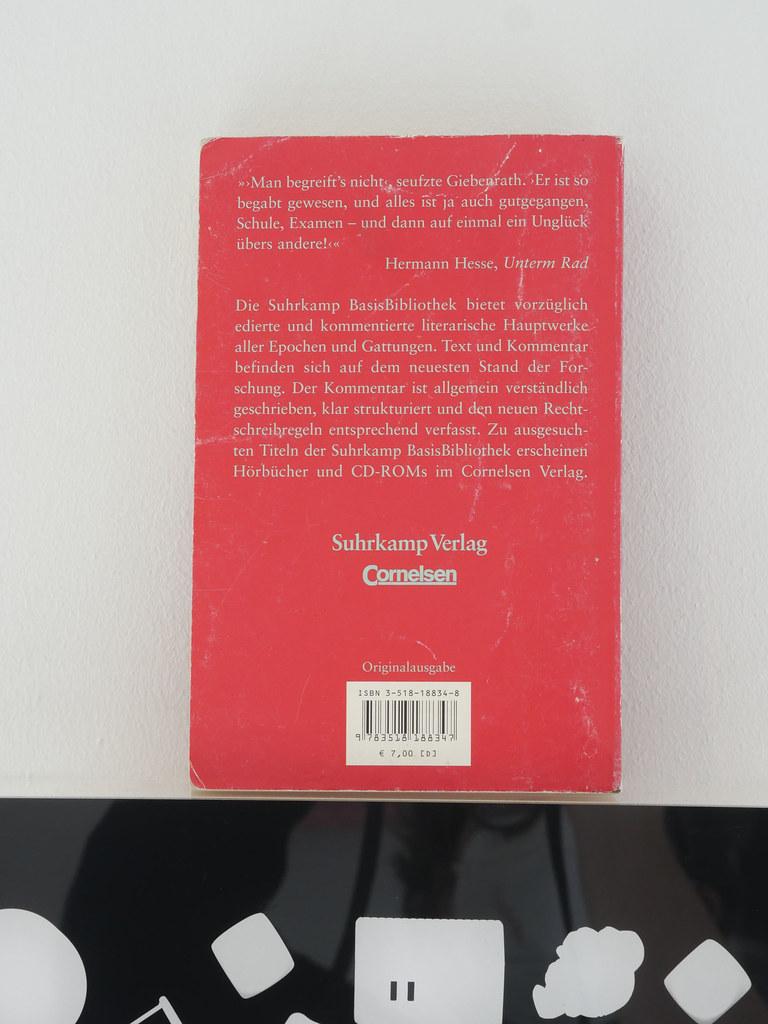 »›Man begreift's nicht‹, seufzte Giebenrath. ›Er ist so
begabt gewesen, und alles ist ja auch gutgegangen,
Schule, Examen – und dann auf einmal ein Unglück
übers andere!‹«
Hermann Hesse, Unterm Rad
Die Suhrkamp BasisBibliothek bietet vorzüglich
edierte und kommentierte literarische Hauptwerke
aller Epochen und Gattungen. Text und Kommentar
befinden sich auf dem neuesten Stand der For-
schung. Der Kommentar ist allgemein verständlich
geschrieben, klar strukturiert und den neuen Recht-
schreibregeln entsprechend verfasst. Zu ausgesuch-
ten Titeln der Suhrkamp BasisBibliothek erscheinen
Hörbücher und CD-ROMs im Cornelsen Verlag.
Suhrkamp Verlag
Cornelsen
Originalausgabe
ISBN 3-518-18834-8
9 783518 188347
€ 7,00 [D]